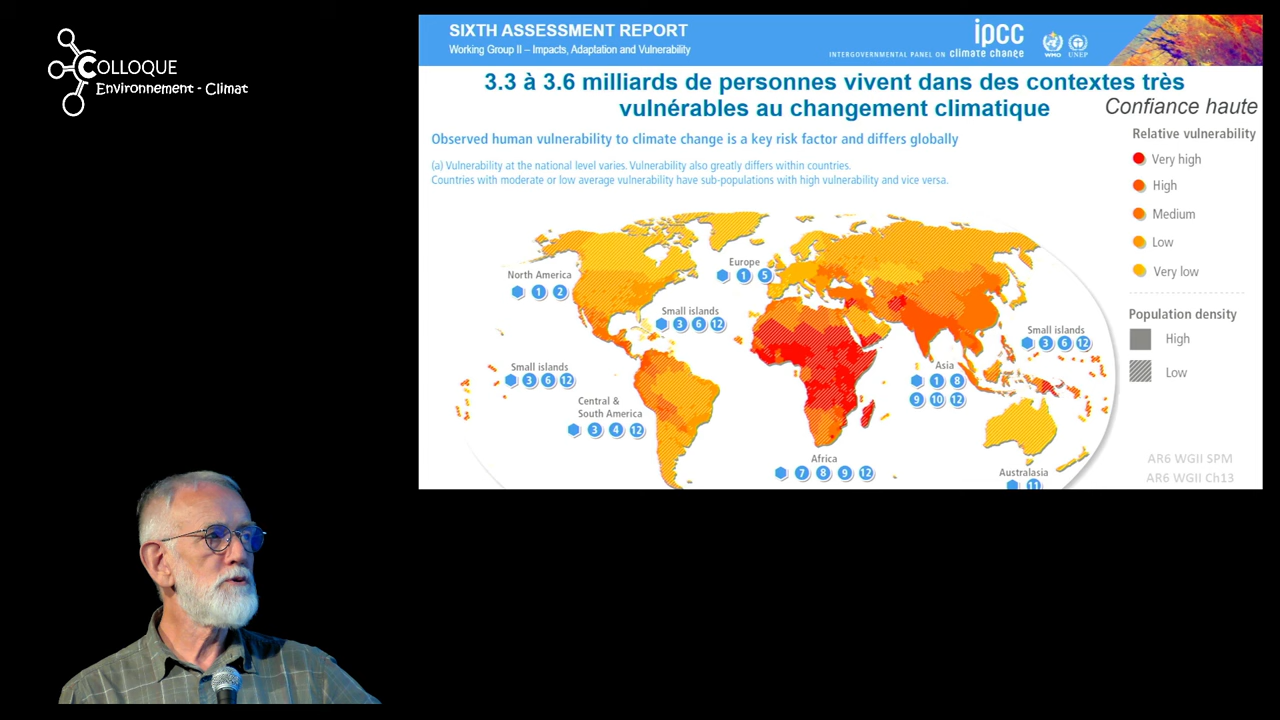 COLLOQUE
Environnement - Climat
SIXTH ASSESSMENT REPORT
Working Group II – Impacts, Adaptation and Vulnerability
ipcc
INTERGOVERNMENTAL PANEL ON climate change
WMO UNEP
3.3 à 3.6 milliards de personnes vivent dans des contextes très
vulnérables au changement climatique
Confiance haute
Observed human vulnerability to climate change is a key risk factor and differs globally
(a) Vulnerability at the national level varies. Vulnerability also greatly differs within countries.
Countries with moderate or low average vulnerability have sub-populations with high vulnerability and vice versa.
Relative vulnerability
Very high
High
Medium
Low
Very low
Population density
High
Low
North America
1 2
Europe
1 5
Small islands
3 6 12
Small islands
3 6 12
Small islands
3 6 12
Central &
South America
3 4 12
Asia
1 8
9 10 12
Africa
7 8 9 12
Australasia
11
AR6 WGII SPM
AR6 WGII Ch13